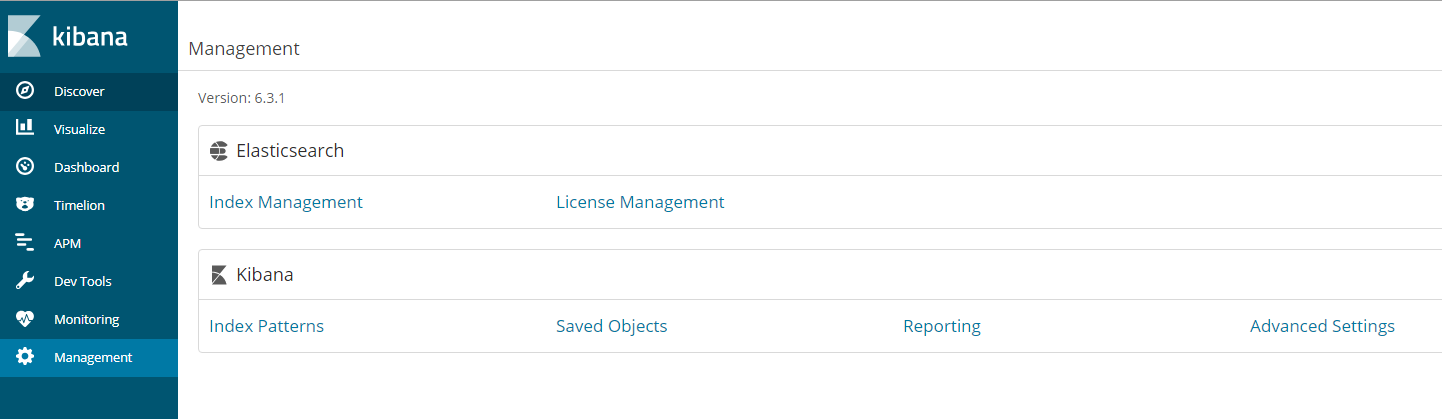 kibana
Discover
Visualize
Dashboard
Timelion
APM
Dev Tools
Monitoring
Management
Management
Version: 6.3.1
Elasticsearch
Index Management License Management
Kibana
Index Patterns Saved Objects Reporting Advanced Settings